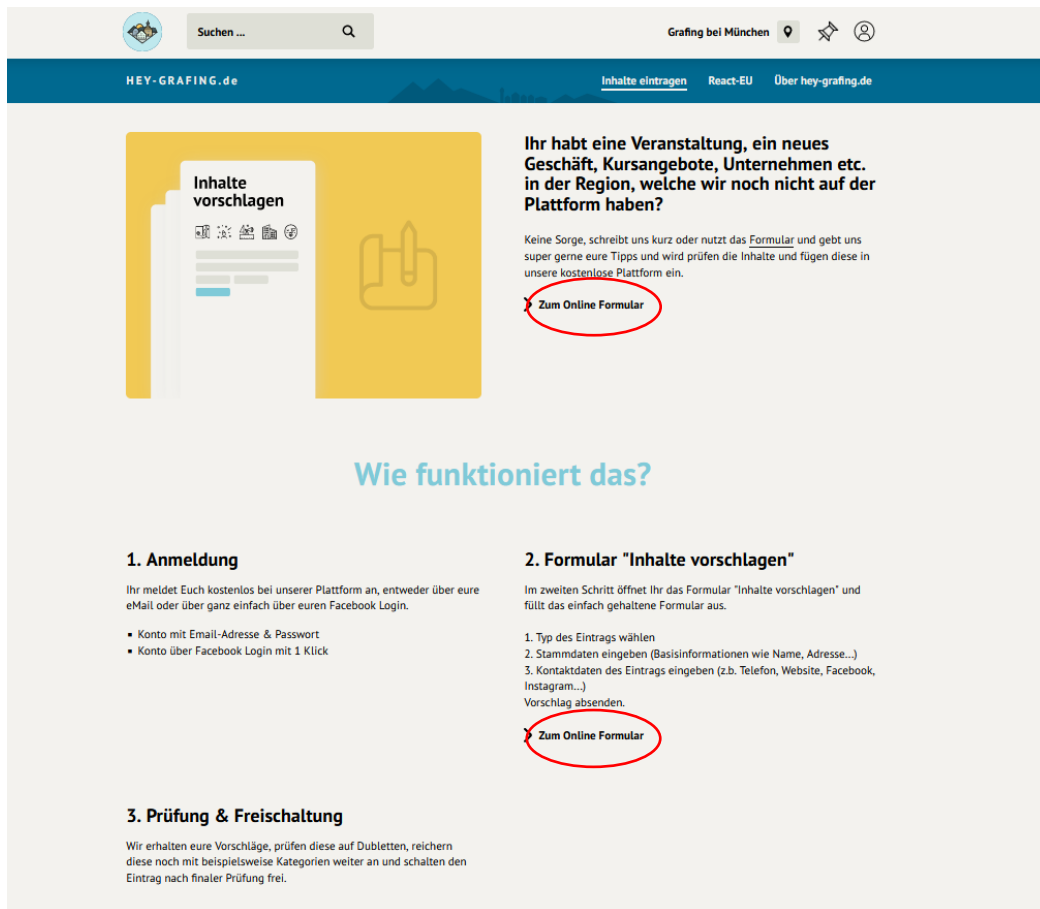 Suchen ...
Grafing bei München
HEY-GRAFING.de
Inhalte eintragen
React-EU
Über hey-grafing.de
Inhalte
vorschlagen
Ihr habt eine Veranstaltung, ein neues
Geschäft, Kursangebote, Unternehmen etc.
in der Region, welche wir noch nicht auf der
Plattform haben?
Keine Sorge, schreibt uns kurz oder nutzt das Formular und gebt uns
super gerne eure Tipps und wird prüfen die Inhalte und fügen diese in
unsere kostenlose Plattform ein.
Zum Online Formular
Wie funktioniert das?
1. Anmeldung
Ihr meldet Euch kostenlos bei unserer Plattform an, entweder über eure
eMail oder über ganz einfach über euren Facebook Login.
▪ Konto mit Email-Adresse & Passwort
▪ Konto über Facebook Login mit 1 Klick
2. Formular "Inhalte vorschlagen"
Im zweiten Schritt öffnet Ihr das Formular "Inhalte vorschlagen" und
füllt das einfach gehaltene Formular aus.
1. Typ des Eintrags wählen
2. Stammdaten eingeben (Basisinformationen wie Name, Adresse...)
3. Kontaktdaten des Eintrags eingeben (z.b. Telefon, Website, Facebook,
Instagram...)
Vorschlag absenden.
Zum Online Formular
3. Prüfung & Freischaltung
Wir erhalten eure Vorschläge, prüfen diese auf Dubletten, reichern
diese noch mit beispielsweise Kategorien weiter an und schalten den
Eintrag nach finaler Prüfung frei.